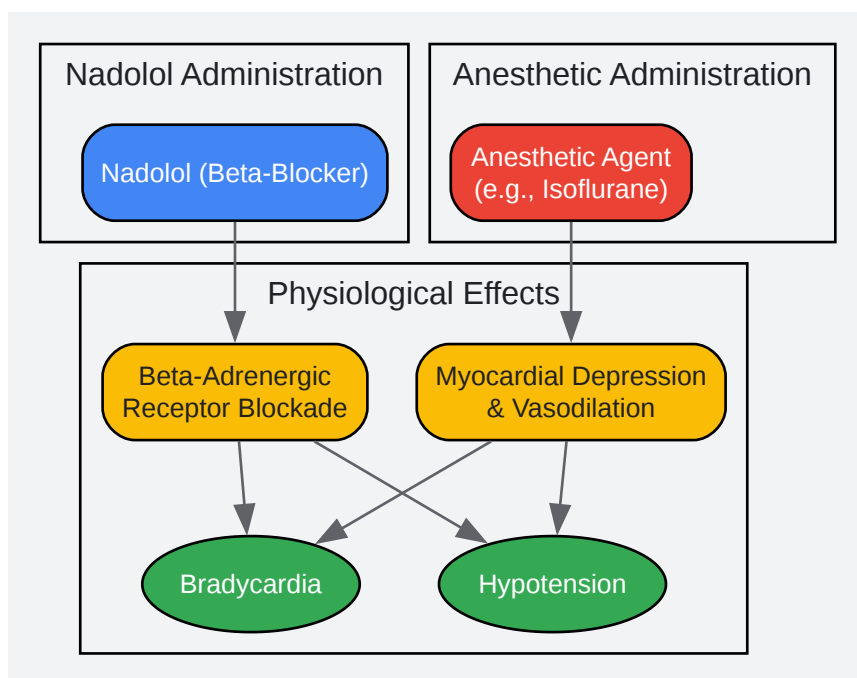 Nadolol Administration
Anesthetic Administration
Nadolol (Beta-Blocker)
Anesthetic Agent
(e.g., Isoflurane)
Physiological Effects
Beta-Adrenergic
Receptor Blockade
Myocardial Depression
& Vasodilation
Bradycardia
Hypotension